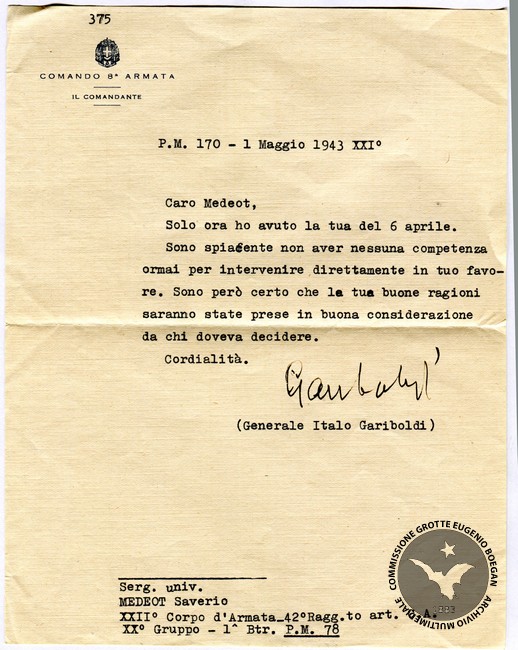 375
COMANDO 8ª ARMATA
IL COMANDANTE
P.M. 170 - 1 Maggio 1943 XXI°
Caro Medeot,
Solo ora ho avuto la tua del 6 aprile.
Sono spiacente non aver nessuna competenza
ormai per intervenire direttamente in tuo favo-
re. Sono però certo che le tua buone ragioni
saranno state prese in buona considerazione
da chi doveva decidere.
Cordialità.
Gariboldi
(Generale Italo Gariboldi)
Serg. univ.
MEDEOT Saverio
XXII° Corpo d'Armata_42°Ragg.to art. G.A.
XX° Gruppo - 1^ Btr. P.M. 78
COMMISSIONE GROTTE EUGENIO BOEGAN
ARCHIVIO MULTIMEDIALE
1883